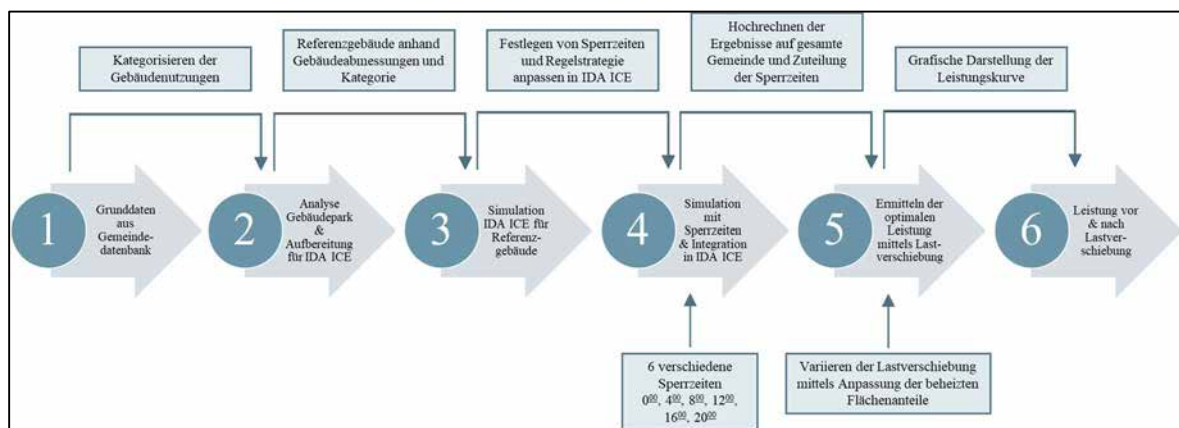 Kategorisieren der
Gebäudenutzungen
Referenzgebäude anhand
Gebäudeabmessungen und
Kategorie
Festlegen von Sperrzeiten
und Regelstrategie
anpassen in IDA ICE
Hochrechnen der
Ergebnisse auf gesamte
Gemeinde und Zuteilung
der Sperrzeiten
Grafische Darstellung der
Leistungskurve
1
Grunddaten
aus
Gemeinde-
datenbank
2
Analyse
Gebäudepark
&
Aufbereitung
für IDA ICE
3
Simulation
IDA ICE für
Referenz-
gebäude
4
Simulation
mit
Sperrzeiten
& Integration
in IDA ICE
5
Ermitteln der
optimalen
Leistung
mittels Last-
verschiebung
6
Leistung vor
& nach
Lastver-
schiebung
6 verschiedene
Sperrzeiten
0⁰⁰, 4⁰⁰, 8⁰⁰, 12⁰⁰,
16⁰⁰, 20⁰⁰
Variieren der Lastverschiebung
mittels Anpassung der beheizten
Flächenanteile